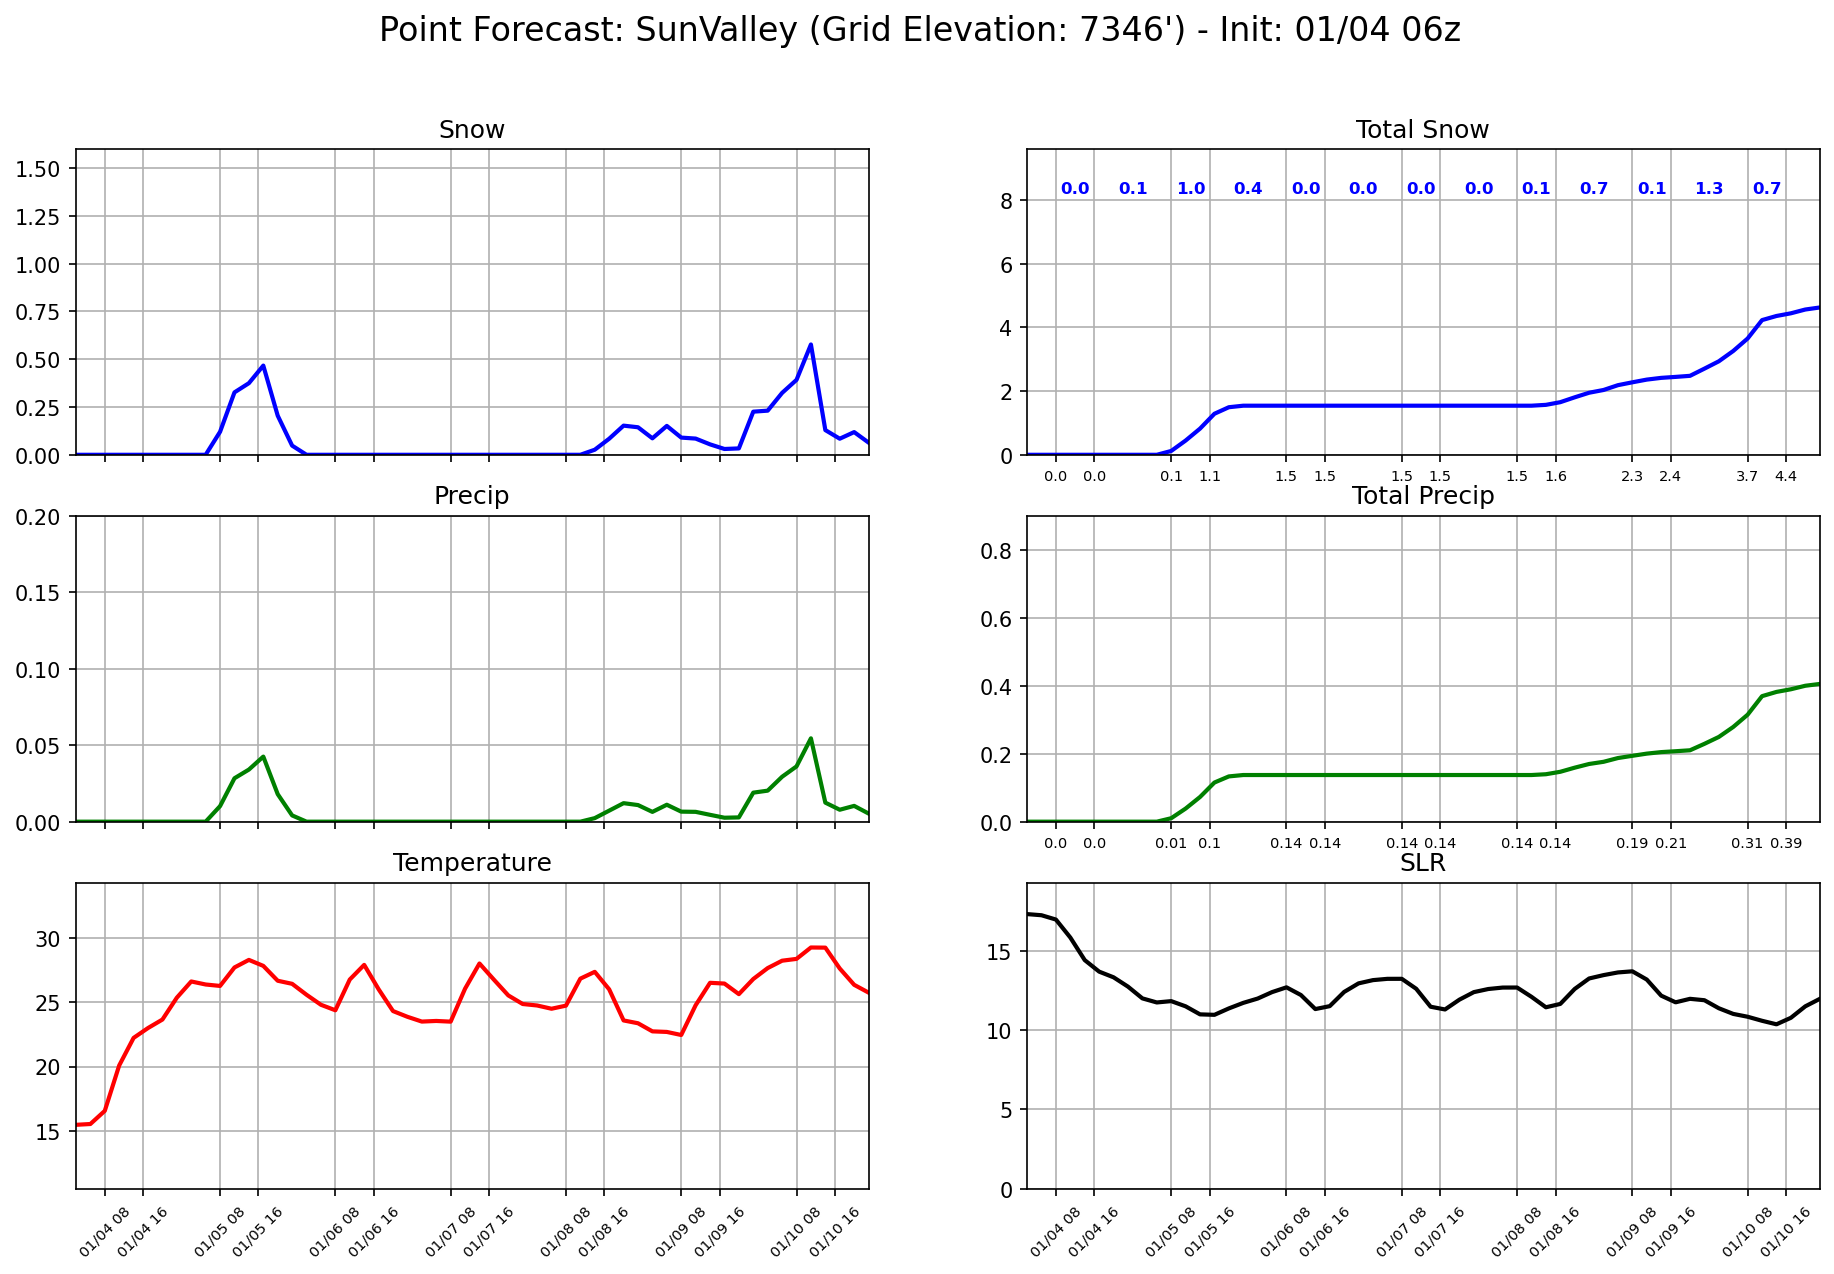 Point Forecast: SunValley (Grid Elevation: 7346') - Init: 01/04 06z
Snow
1.50
1.25
1.00
0.75
0.50
0.25
0.00
Total Snow
0.0 0.1 1.0 0.4 0.0 0.0 0.0 0.0 0.1 0.7 0.1 1.3 0.7
8
6
4
2
0
0.0 0.0 0.1 1.1 1.5 1.5 1.5 1.5 1.5 1.6 2.3 2.4 3.7 4.4
Precip
0.20
0.15
0.10
0.05
0.00
Total Precip
0.8
0.6
0.4
0.2
0.0
0.0 0.0 0.01 0.1 0.14 0.14 0.14 0.14 0.14 0.14 0.19 0.21 0.31 0.39
Temperature
30
25
20
15
01/04 08 01/04 16 01/05 08 01/05 16 01/06 08 01/06 16 01/07 08 01/07 16 01/08 08 01/08 16 01/09 08 01/09 16 01/10 08 01/10 16
SLR
15
10
5
0
01/04 08 01/04 16 01/05 08 01/05 16 01/06 08 01/06 16 01/07 08 01/07 16 01/08 08 01/08 16 01/09 08 01/09 16 01/10 08 01/10 16